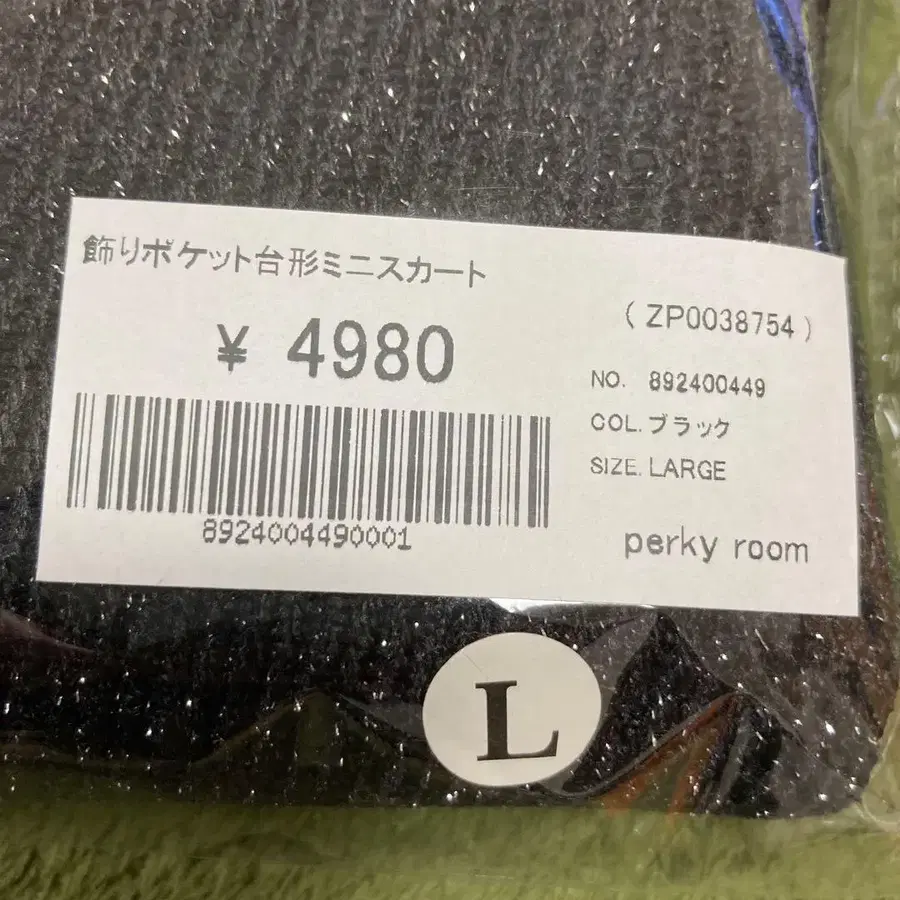 飾りポケット台形ミニスカート
¥ 4980
8924004490001
(ZP0038754)
NO. 892400449
COL.ブラック
SIZE.LARGE
perky room
L